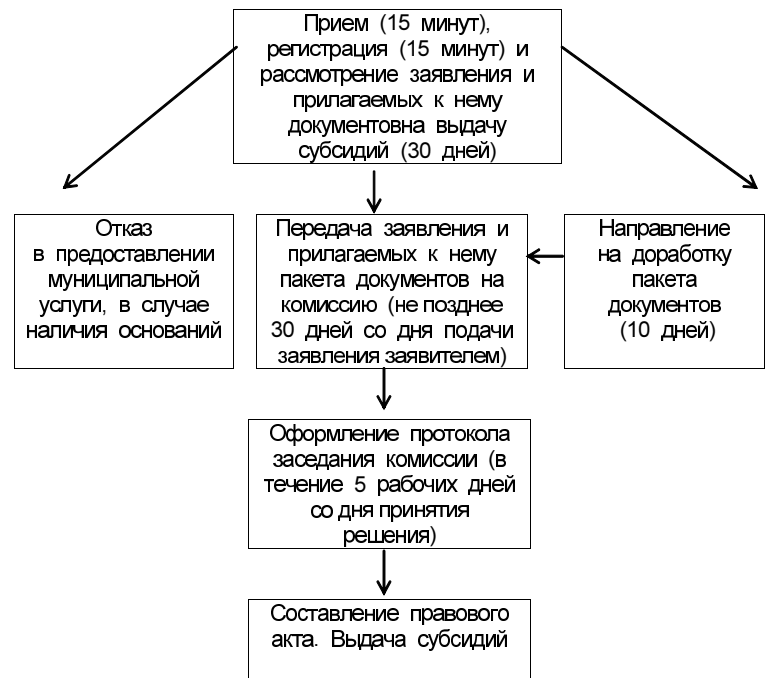 Прием (15 минут),
регистрация (15 минут) и
рассмотрение заявления и
прилагаемых к нему
документовна выдачу
субсидий (30 дней)
Отказ
в предоставлении
муниципальной
услуги, в случае
наличия оснований
Передача заявления и
прилагаемых к нему
пакета документов на
комиссию (не позднее
30 дней со дня подачи
заявления заявителем)
Направление
на доработку
пакета
документов
(10 дней)
Оформление протокола
заседания комиссии (в
течение 5 рабочих дней
со дня принятия
решения)
Составление правового
акта. Выдача субсидий